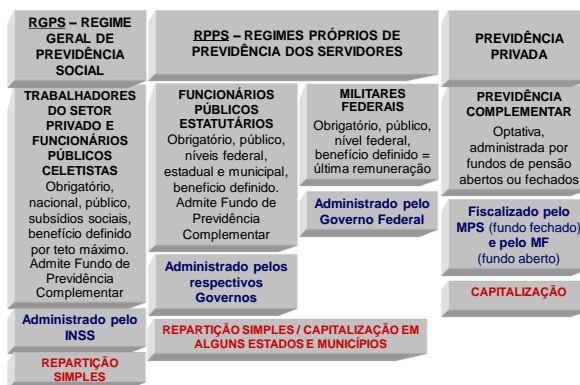 RGPS – REGIME
GERAL DE
PREVIDÊNCIA
SOCIAL
TRABALHADORES
DO SETOR
PRIVADO E
FUNCIONÁRIOS
PÚBLICOS
CELETISTAS
Obrigatório,
nacional, público,
subsídios sociais,
benefício definido
por teto máximo.
Admite Fundo de
Previdência
Complementar
Administrado pelo
INSS
REPARTIÇÃO
SIMPLES
RPPS – REGIMES PRÓPRIOS DE
PREVIDÊNCIA DOS SERVIDORES
FUNCIONÁRIOS
PÚBLICOS
ESTATUTÁRIOS
Obrigatório, público,
níveis federal,
estadual e municipal,
beneficio definido.
Admite Fundo de
Previdência
Complementar
Administrado pelos
respectivos
Governos
MILITARES
FEDERAIS
Obrigatório, público,
nível federal,
benefício definido =
última remuneração
Administrado pelo
Governo Federal
REPARTIÇÃO SIMPLES / CAPITALIZAÇÃO EM
ALGUNS ESTADOS E MUNICÍPIOS
PREVIDÊNCIA
PRIVADA
PREVIDÊNCIA
COMPLEMENTAR
Optativa,
administrada por
fundos de pensão
abertos ou fechados
Fiscalizado pelo
MPS (fundo fechado)
e pelo MF
(fundo aberto)
CAPITALIZAÇÃO